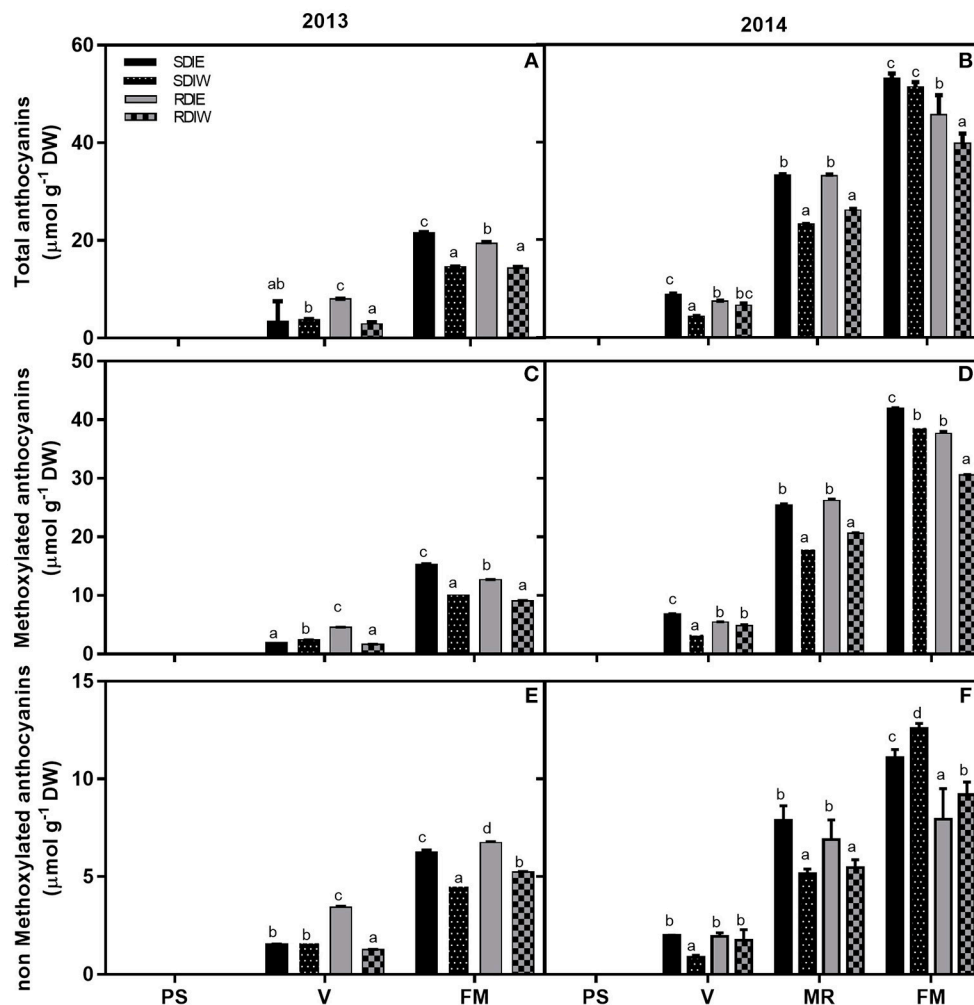 2013
2014
Total anthocyanins
(µmol g-1 DW)
60
40
20
0
SDIE
SDIW
RDIE
RDIW
A
ab
b
c
a
c
a
b
a
B
c
a
b
bc
b
a
b
a
c
c
b
a
Methoxylated anthocyanins
(µmol g-1 DW)
50
40
30
20
10
0
C
a
b
c
a
c
a
b
a
D
c
a
b
b
b
a
b
a
c
b
b
a
non Methoxylated anthocyanins
(µmol g-1 DW)
15
10
5
0
E
b
b
c
a
c
a
d
b
F
b
a
b
b
b
a
b
a
c
d
a
b
PS V FM PS V MR FM